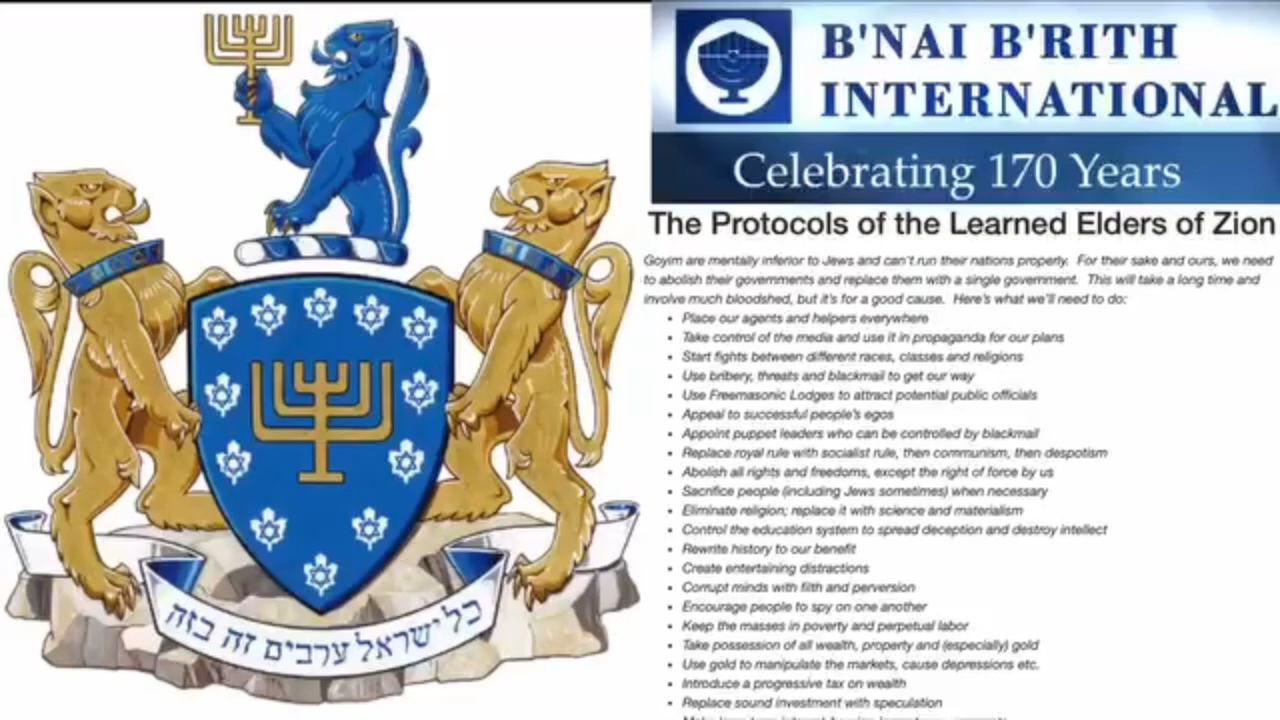 כל ישראל ערבים זה בזה
B'NAI B'RITH
INTERNATIONAL
Celebrating 170 Years
The Protocols of the Learned Elders of Zion
Goyim are mentally inferior to Jews and can't run their nations properly. For their sake and ours, we need
to abolish their governments and replace them with a single government. This will take a long time and
involve much bloodshed, but it's for a good cause. Here's what we'll need to do:
• Place our agents and helpers everywhere
• Take control of the media and use it in propaganda for our plans
• Start fights between different races, classes and religions
• Use bribery, threats and blackmail to get our way
• Use Freemasonic Lodges to attract potential public officials
• Appeal to successful people's egos
• Appoint puppet leaders who can be controlled by blackmail
• Replace royal rule with socialist rule, then communism, then despotism
• Abolish all rights and freedoms, except the right of force by us
• Sacrifice people (including Jews sometimes) when necessary
• Eliminate religion; replace it with science and materialism
• Control the education system to spread deception and destroy intellect
• Rewrite history to our benefit
• Create entertaining distractions
• Corrupt minds with filth and perversion
• Encourage people to spy on one another
• Keep the masses in poverty and perpetual labor
• Take possession of all wealth, property and (especially) gold
• Use gold to manipulate the markets, cause depressions etc.
• Introduce a progressive tax on wealth
• Replace sound investment with speculation